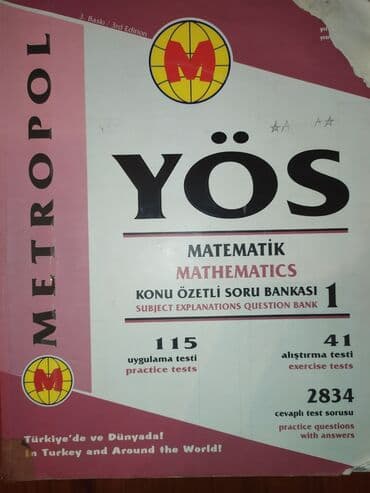 3. Baskı / 3rd Edition
M
METROPOL
YÖS
MATEMATİK
MATHEMATICS
KONU ÖZETLİ SORU BANKASI 1
SUBJECT EXPLANATIONS QUESTION BANK
115
uygulama testi
practice tests
41
alıştırma testi
exercise tests
2834
cevaplı test sorusu
practice questions
with answers
M
Türkiye'de ve Dünyada!
In Turkey and Around the World!